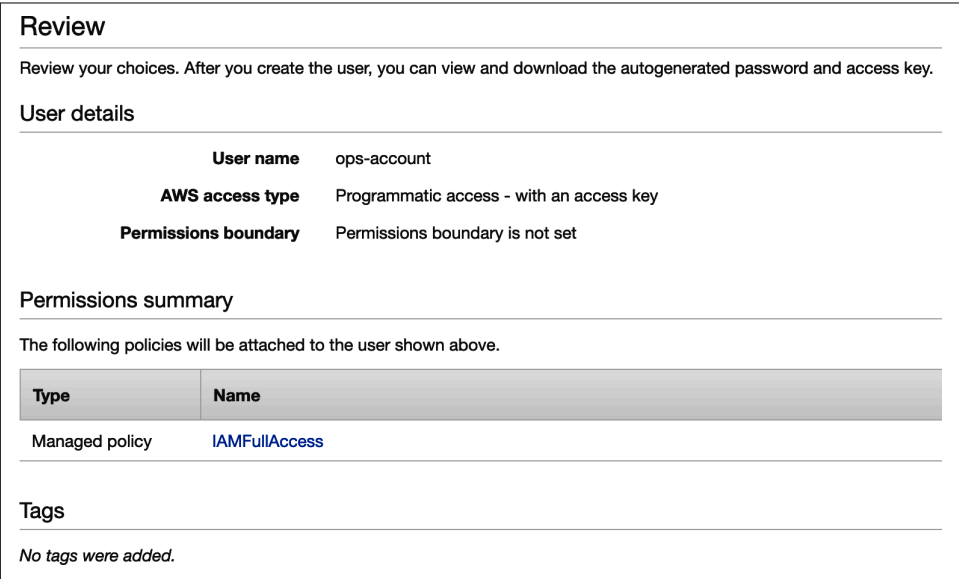 Review
Review your choices. After you create the user, you can view and download the autogenerated password and access key.
User details
User name ops-account
AWS access type Programmatic access - with an access key
Permissions boundary Permissions boundary is not set
Permissions summary
The following policies will be attached to the user shown above.
Type Name
Managed policy IAMFullAccess
Tags
No tags were added.